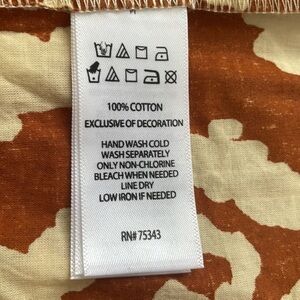 100% COTTON
EXCLUSIVE OF DECORATION
HAND WASH COLD
WASH SEPARATELY
ONLY NON-CHLORINE
BLEACH WHEN NEEDED
LINE DRY
LOW IRON IF NEEDED
RN# 75343